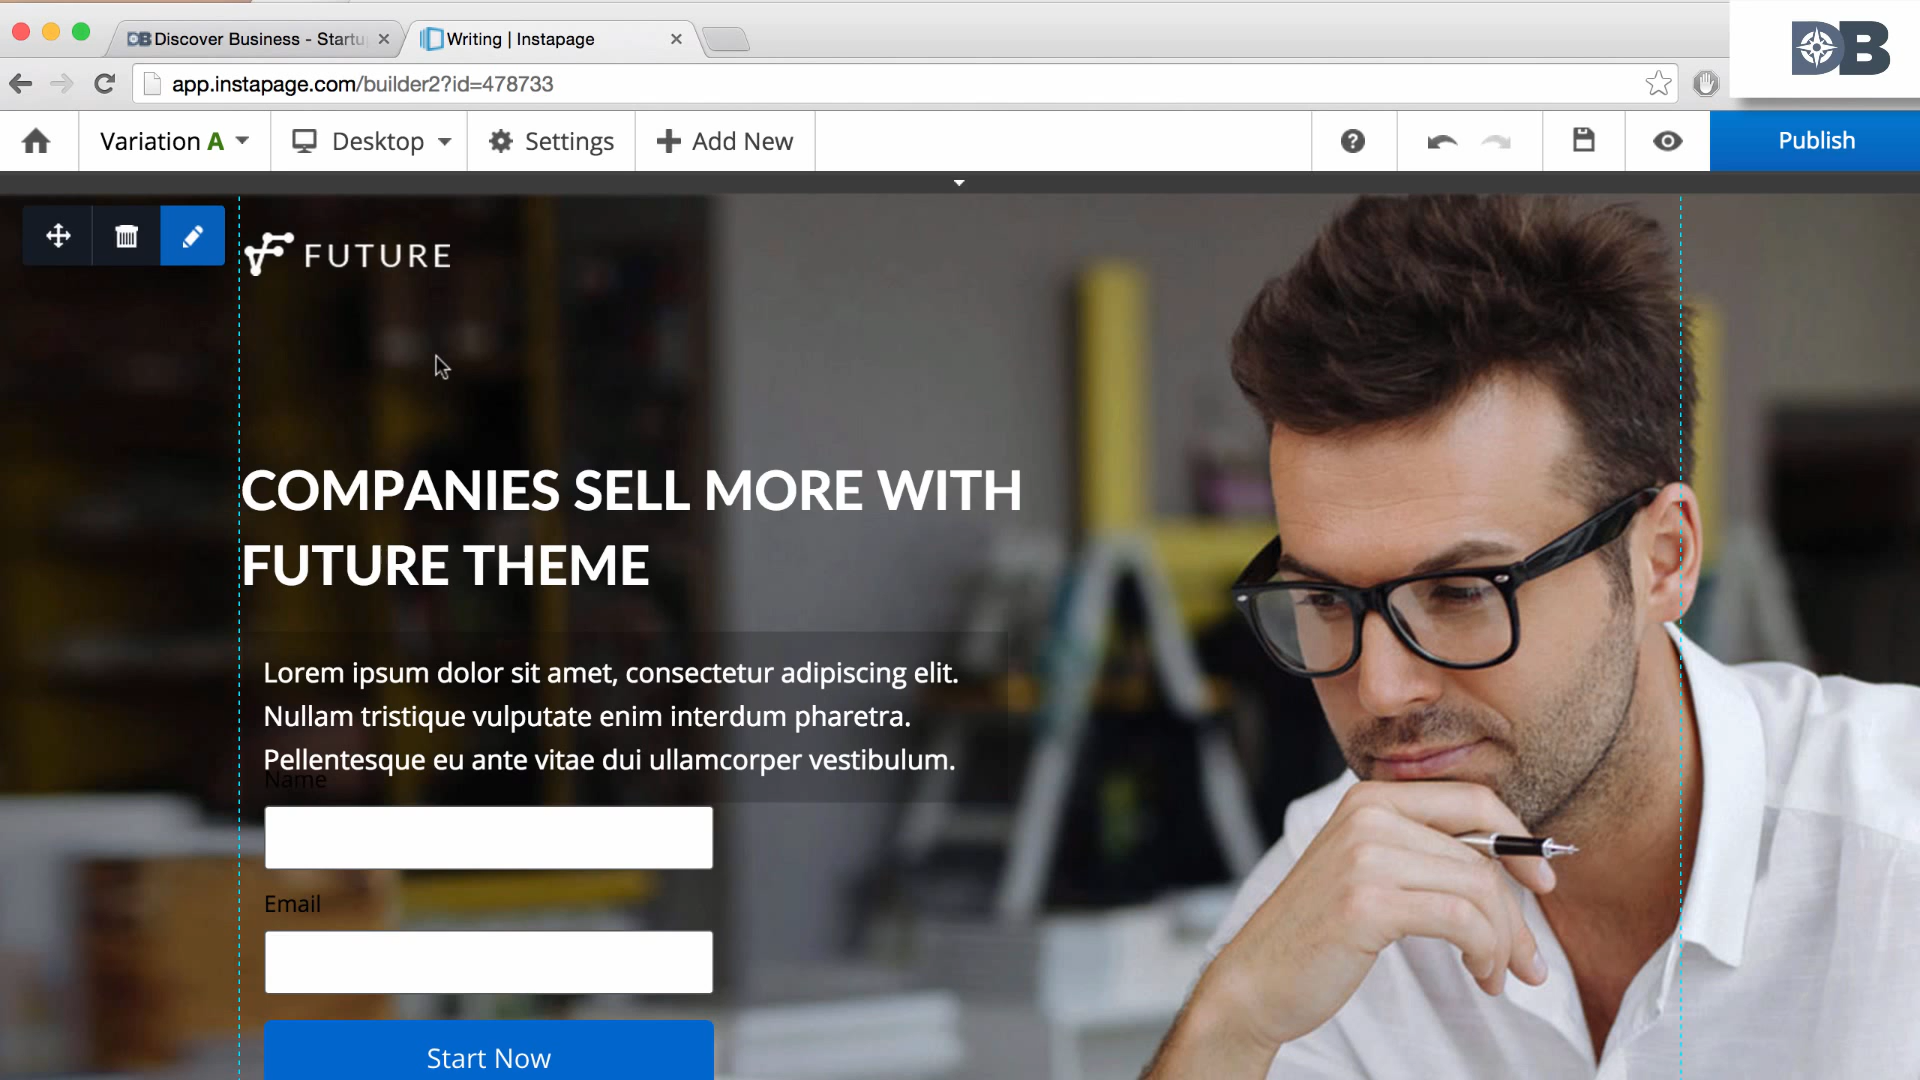 DB Discover Business - Startu
Writing | Instapage
DB
app.instapage.com/builder2?id=478733
Variation A
Desktop
Settings
Add New
?
Publish
FUTURE
COMPANIES SELL MORE WITH
FUTURE THEME
Lorem ipsum dolor sit amet, consectetur adipiscing elit.
Nullam tristique vulputate enim interdum pharetra.
Pellentesque eu ante vitae dui ullamcorper vestibulum.
Name
Email
Start Now